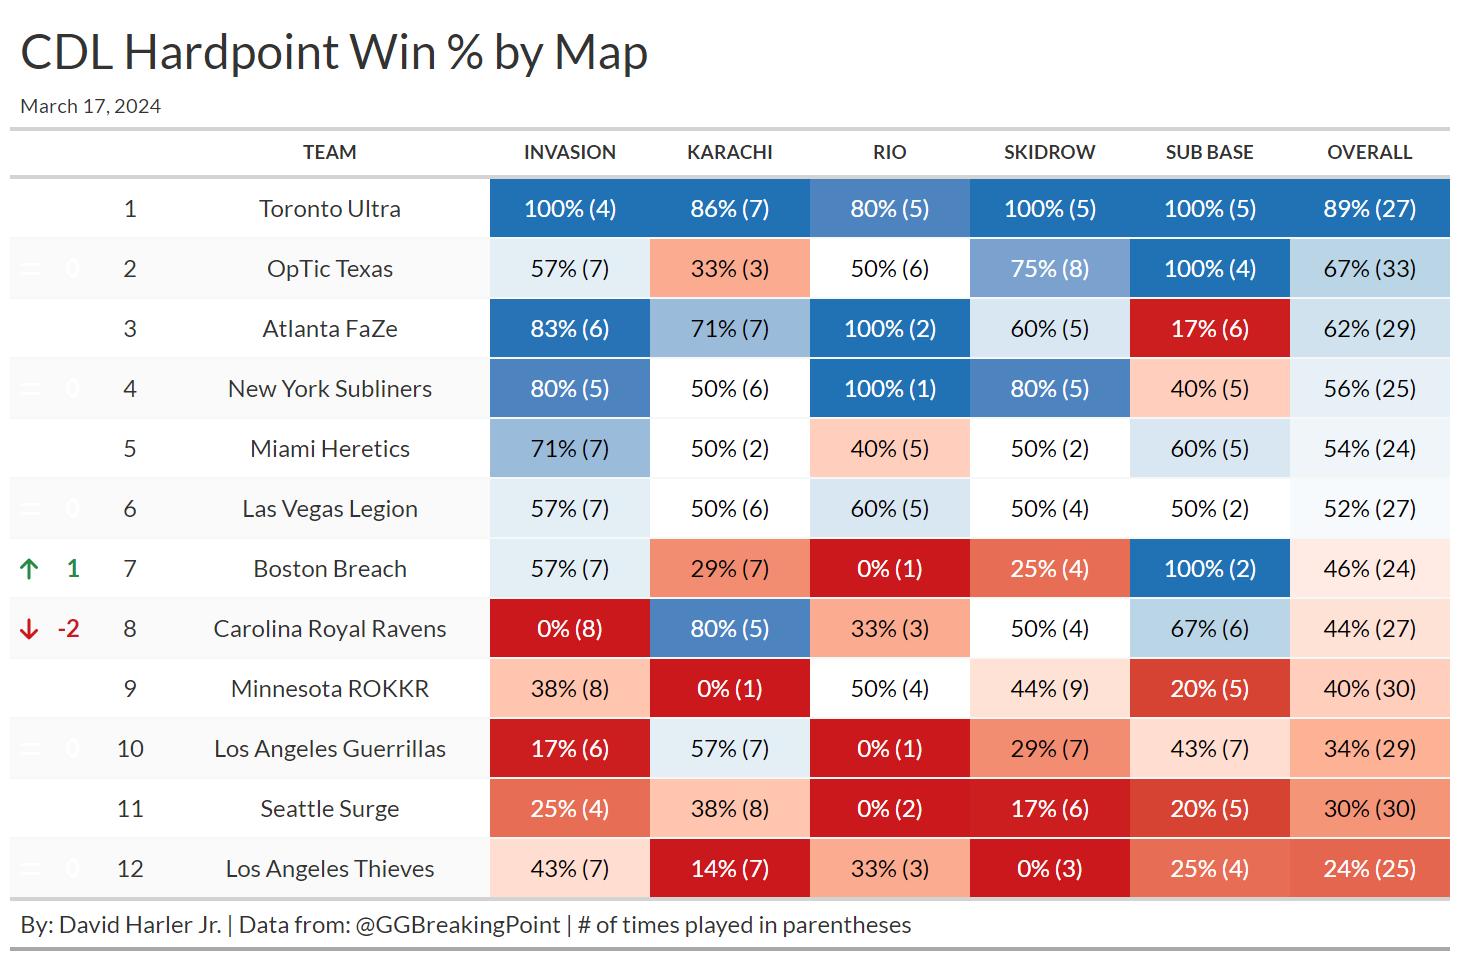 CDL Hardpoint Win % by Map
March 17, 2024
TEAM INVASION KARACHI RIO SKIDROW SUB BASE OVERALL
1 Toronto Ultra 100% (4) 86% (7) 80% (5) 100% (5) 100% (5) 89% (27)
= 0 2 OpTic Texas 57% (7) 33% (3) 50% (6) 75% (8) 100% (4) 67% (33)
3 Atlanta FaZe 83% (6) 71% (7) 100% (2) 60% (5) 17% (6) 62% (29)
= 0 4 New York Subliners 80% (5) 50% (6) 100% (1) 80% (5) 40% (5) 56% (25)
5 Miami Heretics 71% (7) 50% (2) 40% (5) 50% (2) 60% (5) 54% (24)
= 0 6 Las Vegas Legion 57% (7) 50% (6) 60% (5) 50% (4) 50% (2) 52% (27)
↑ 1 7 Boston Breach 57% (7) 29% (7) 0% (1) 25% (4) 100% (2) 46% (24)
↓ -2 8 Carolina Royal Ravens 0% (8) 80% (5) 33% (3) 50% (4) 67% (6) 44% (27)
9 Minnesota ROKKR 38% (8) 0% (1) 50% (4) 44% (9) 20% (5) 40% (30)
= 0 10 Los Angeles Guerrillas 17% (6) 57% (7) 0% (1) 29% (7) 43% (7) 34% (29)
11 Seattle Surge 25% (4) 38% (8) 0% (2) 17% (6) 20% (5) 30% (30)
= 0 12 Los Angeles Thieves 43% (7) 14% (7) 33% (3) 0% (3) 25% (4) 24% (25)
By: David Harler Jr. | Data from: @GGBreakingPoint | # of times played in parentheses